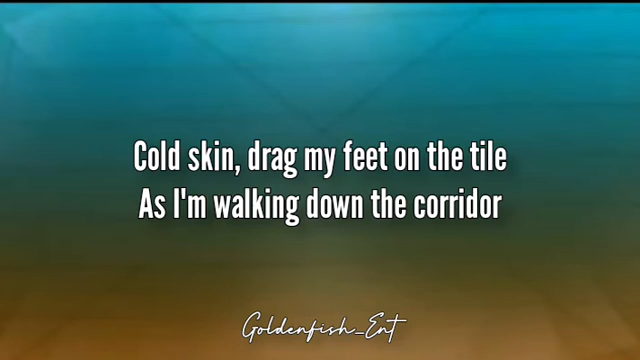 Cold skin, drag my feet on the tile
As I'm walking down the corridor
Goldenfish_Ent